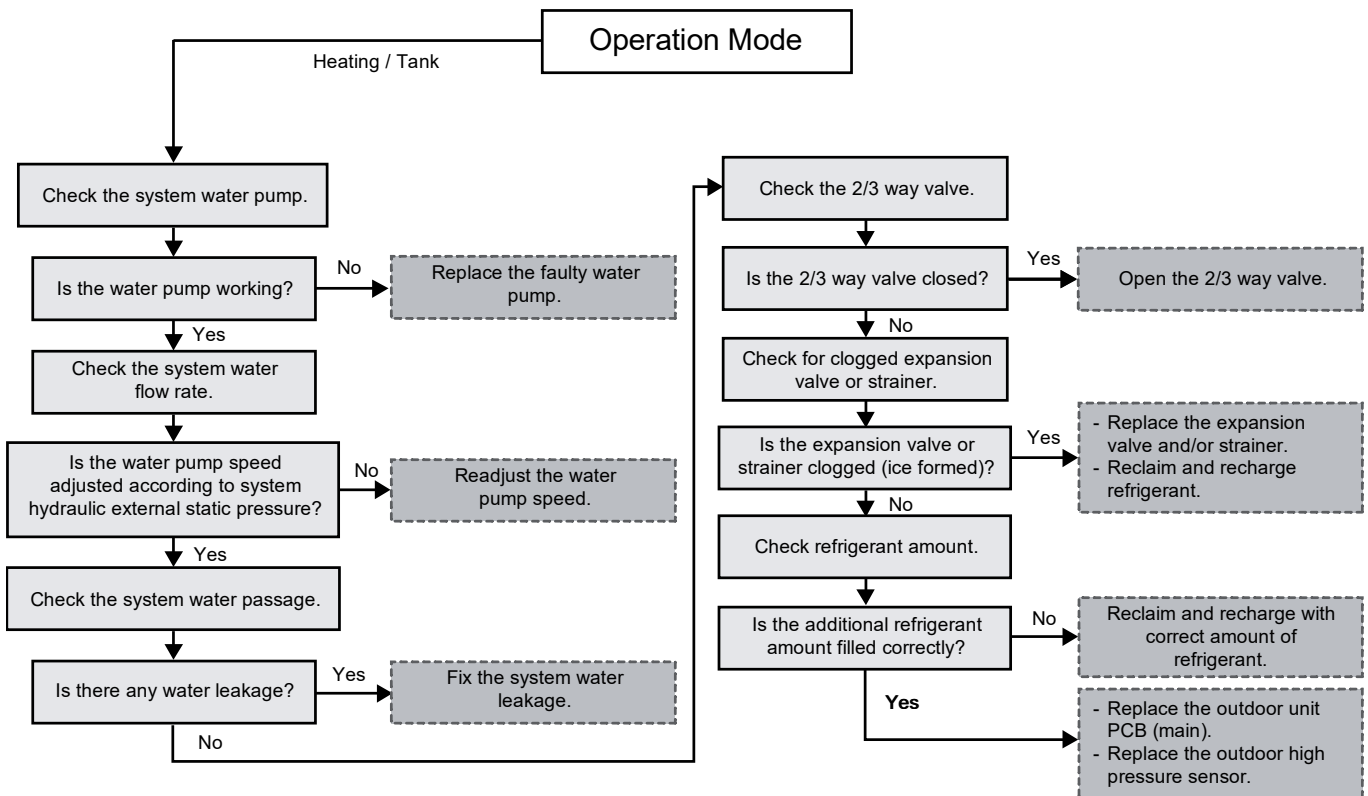 Operation Mode
Heating / Tank
Check the system water pump.
Is the water pump working?
No
Replace the faulty water
pump.
Yes
Check the system water
flow rate.
Is the water pump speed
adjusted according to system
hydraulic external static pressure?
No
Readjust the water
pump speed.
Yes
Check the system water passage.
Is there any water leakage?
Yes
Fix the system water
leakage.
No
Check the 2/3 way valve.
Is the 2/3 way valve closed?
Yes
Open the 2/3 way valve.
No
Check for clogged expansion
valve or strainer.
Is the expansion valve or
strainer clogged (ice formed)?
Yes
- Replace the expansion
valve and/or strainer.
- Reclaim and recharge
refrigerant.
No
Check refrigerant amount.
Is the additional refrigerant
amount filled correctly?
No
Reclaim and recharge with
correct amount of
refrigerant.
Yes
- Replace the outdoor unit
PCB (main).
- Replace the outdoor high
pressure sensor.